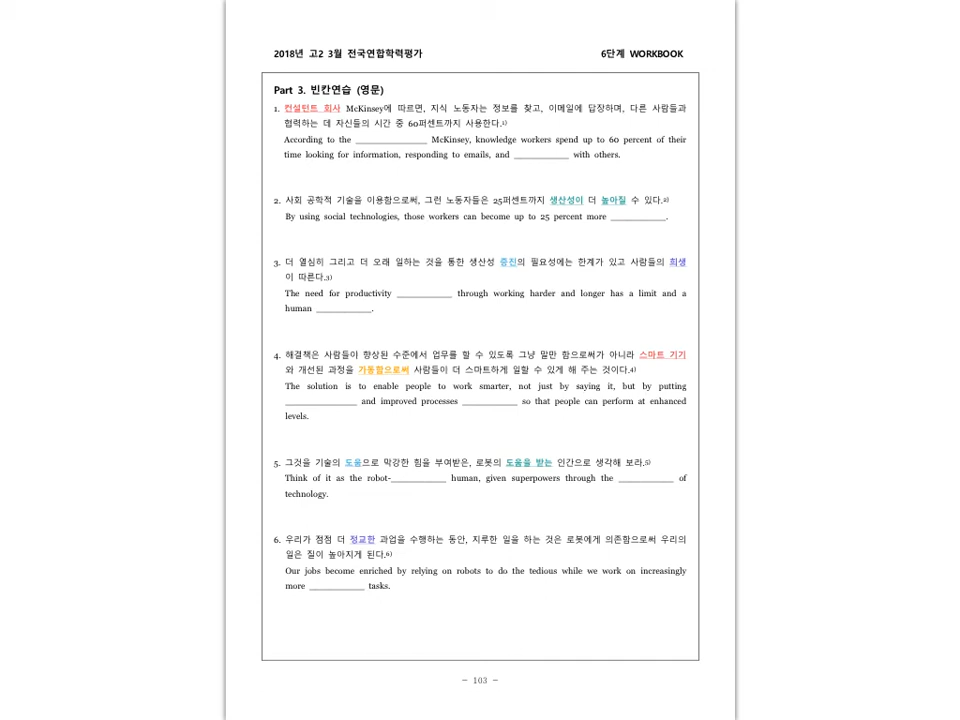 2018년 고2 3월 전국연합학력평가
6단계 WORKBOOK
Part 3. 빈칸연습 (영문)
1. 컨설턴트 회사 McKinsey에 따르면, 지식 노동자는 정보를 찾고, 이메일에 답장하며, 다른 사람들과
협력하는 데 자신들의 시간 중 60퍼센트까지 사용한다.1)
According to the ________________ McKinsey, knowledge workers spend up to 60 percent of their
time looking for information, responding to emails, and ____________ with others.
2. 사회 공학적 기술을 이용함으로써, 그런 노동자들은 25퍼센트까지 생산성이 더 높아질 수 있다.2)
By using social technologies, those workers can become up to 25 percent more ____________.
3. 더 열심히 그리고 더 오래 일하는 것을 통한 생산성 증진의 필요성에는 한계가 있고 사람들의 희생
이 따른다.3)
The need for productivity ____________ through working harder and longer has a limit and a
human ____________.
4. 해결책은 사람들이 향상된 수준에서 업무를 할 수 있도록 그냥 말만 함으로써가 아니라 스마트 기기
와 개선된 과정을 가동함으로써 사람들이 더 스마트하게 일할 수 있게 해 주는 것이다.4)
The solution is to enable people to work smarter, not just by saying it, but by putting
________________ and improved processes ____________ so that people can perform at enhanced
levels.
5. 그것을 기술의 도움으로 막강한 힘을 부여받은, 로봇의 도움을 받는 인간으로 생각해 보라.5)
Think of it as the robot-____________ human, given superpowers through the ____________ of
technology.
6. 우리가 점점 더 정교한 과업을 수행하는 동안, 지루한 일을 하는 것은 로봇에게 의존함으로써 우리의
일은 질이 높아지게 된다.6)
Our jobs become enriched by relying on robots to do the tedious while we work on increasingly
more ____________ tasks.
- 103 -